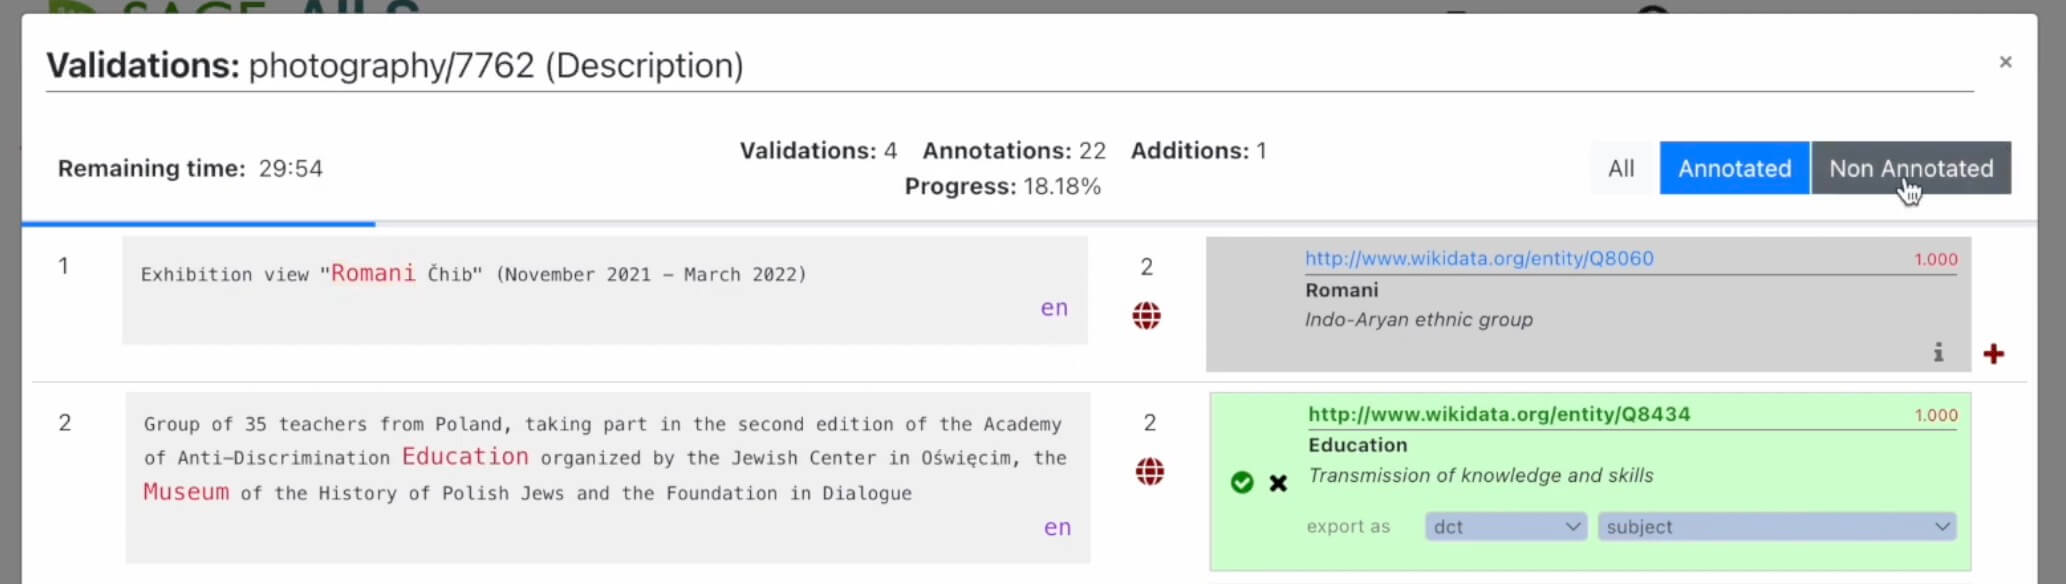 Validations: photography/7762 (Description)
×
Remaining time: 29:54
Validations: 4 Annotations: 22 Additions: 1
Progress: 18.18%
All Annotated Non Annotated
1
Exhibition view "Romani Čhib" (November 2021 – March 2022)
en
2
http://www.wikidata.org/entity/Q8060 1.000
Romani
Indo-Aryan ethnic group
2
Group of 35 teachers from Poland, taking part in the second edition of the Academy
of Anti-Discrimination Education organized by the Jewish Center in Oświęcim, the
Museum of the History of Polish Jews and the Foundation in Dialogue
en
2
http://www.wikidata.org/entity/Q8434 1.000
Education
Transmission of knowledge and skills
export as dct subject